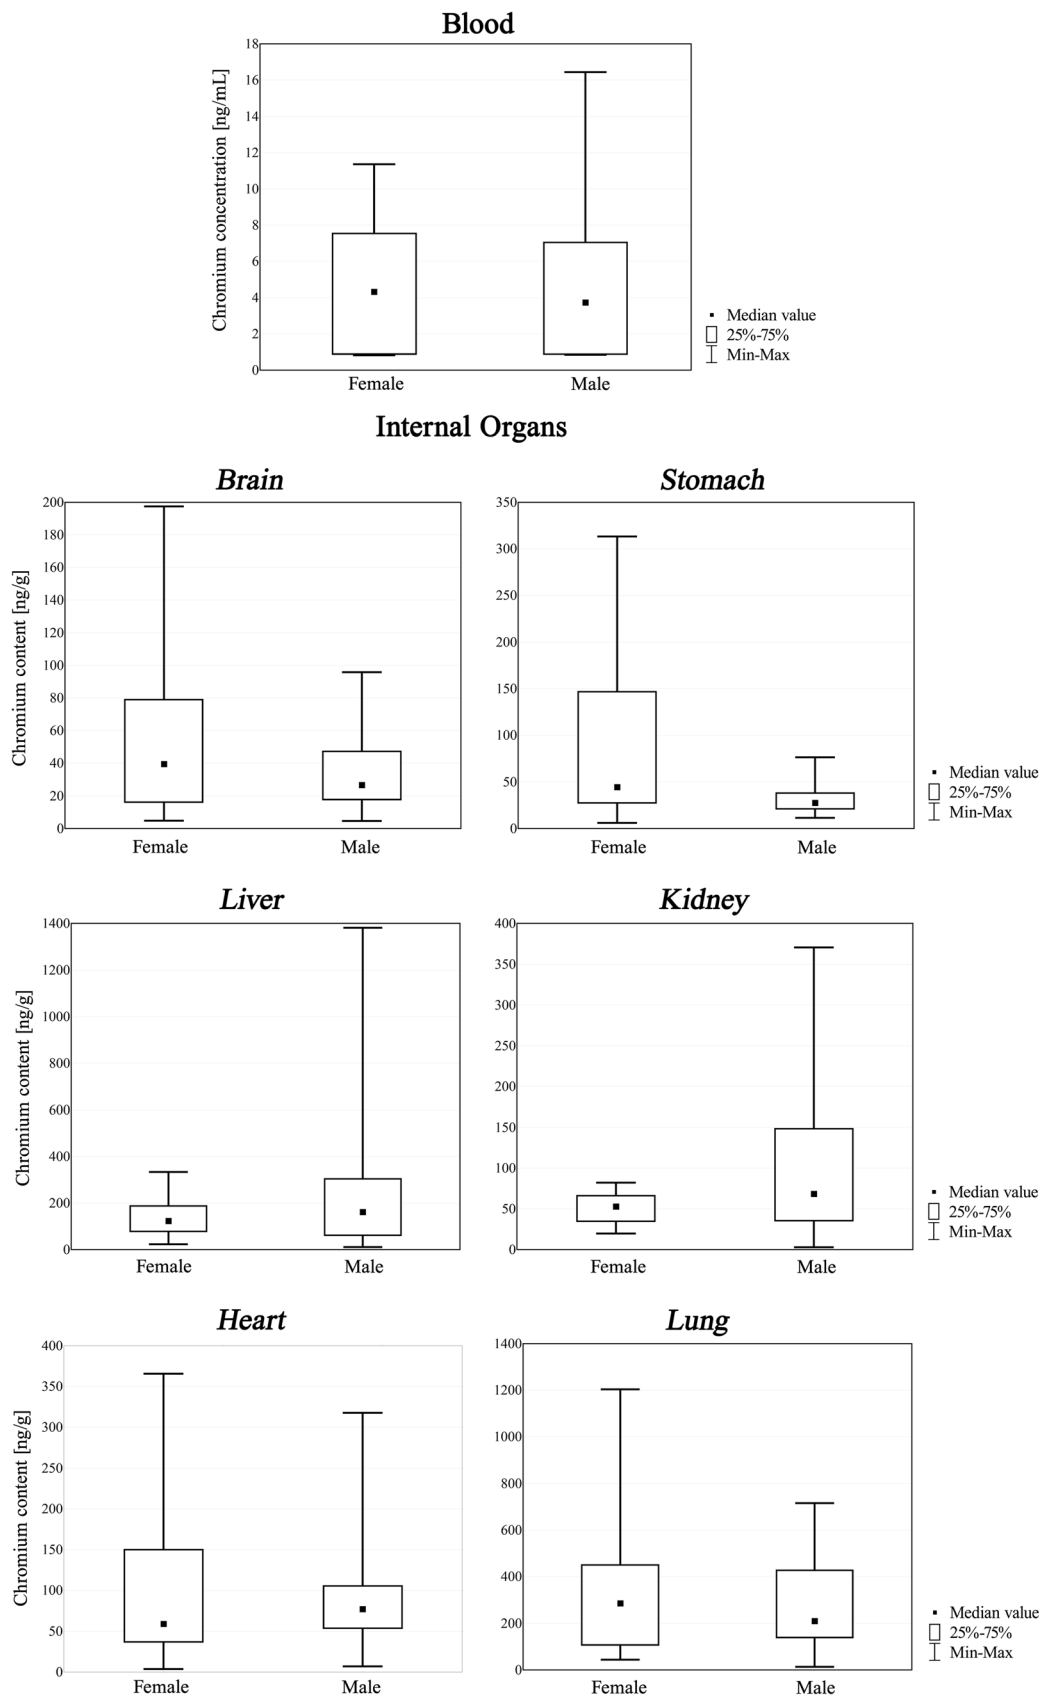 Blood
Chromium concentration [ng/mL]
18
16
14
12
10
8
6
4
2
0
Female Male
Median value
25%-75%
Min-Max
Internal Organs
Brain
Chromium content [ng/g]
200
180
160
140
120
100
80
60
40
20
0
Female Male
Stomach
350
300
250
200
150
100
50
0
Female Male
Median value
25%-75%
Min-Max
Liver
Chromium content [ng/g]
1400
1200
1000
800
600
400
200
0
Female Male
Kidney
400
350
300
250
200
150
100
50
0
Female Male
Median value
25%-75%
Min-Max
Heart
Chromium content [ng/g]
400
350
300
250
200
150
100
50
0
Female Male
Lung
1400
1200
1000
800
600
400
200
0
Female Male
Median value
25%-75%
Min-Max